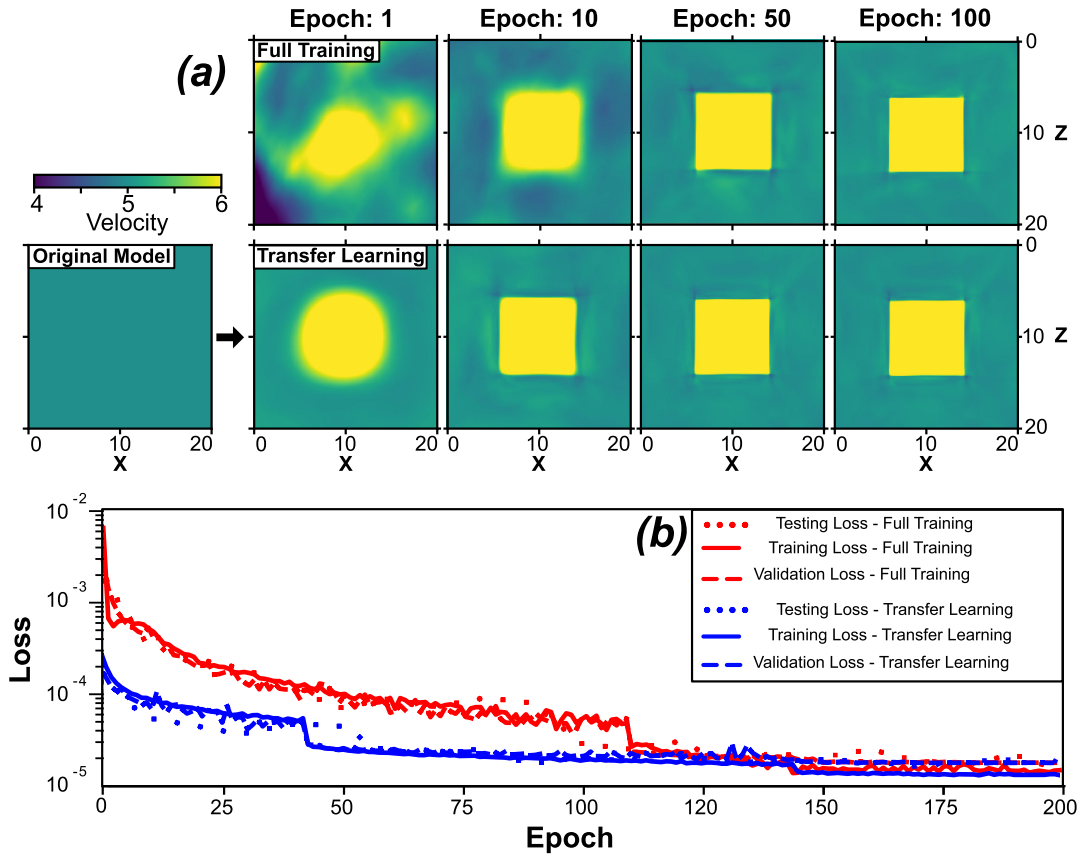 Epoch: 1 Epoch: 10 Epoch: 50 Epoch: 100
(a)
Full Training
0
10 Z
20
4 5 6
Velocity
Original Model
Transfer Learning
0
10 Z
20
0 10 20
X
0 10 20
X
0 10 20
X
0 10 20
X
0 10 20
X
(b)
Loss
10 -2
10 -3
10 -4
10 -5
Testing Loss - Full Training
Training Loss - Full Training
Validation Loss - Full Training
Testing Loss - Transfer Learning
Training Loss - Transfer Learning
Validation Loss - Transfer Learning
0 25 50 75 100 125 150 175 200
Epoch